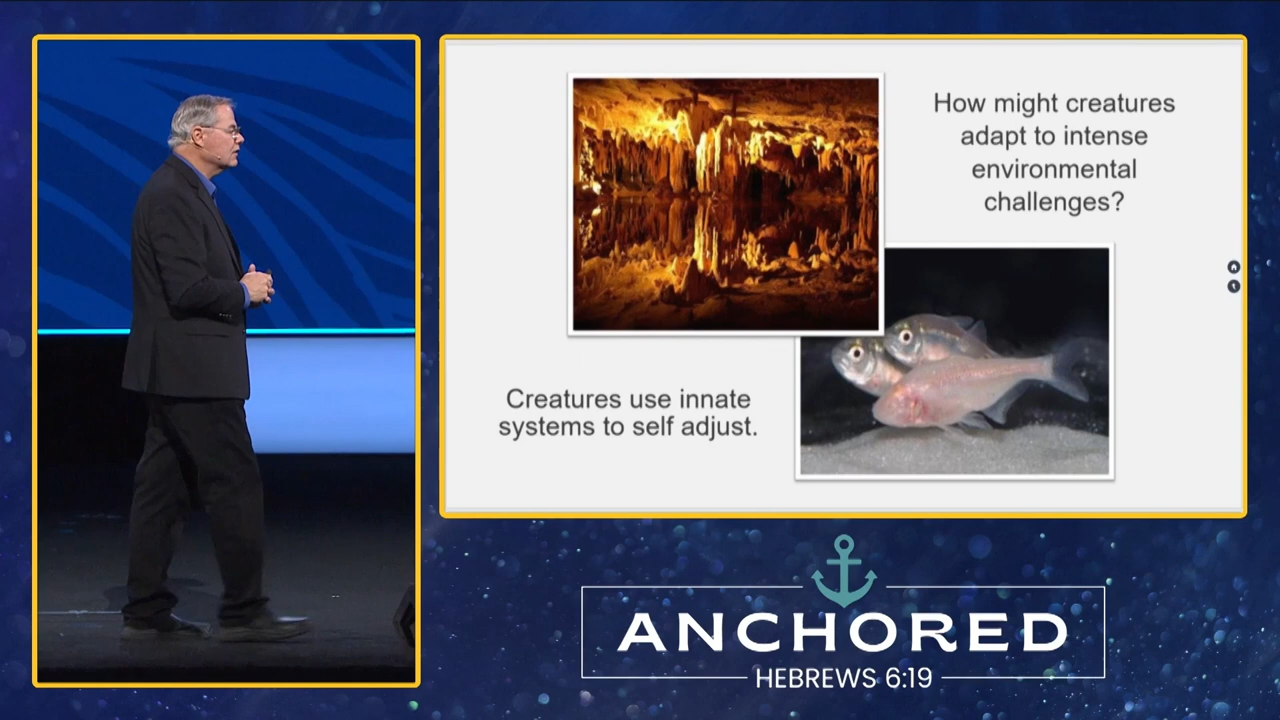 How might creatures
adapt to intense
environmental
challenges?
Creatures use innate
systems to self adjust.
ANCHORED
HEBREWS 6:19